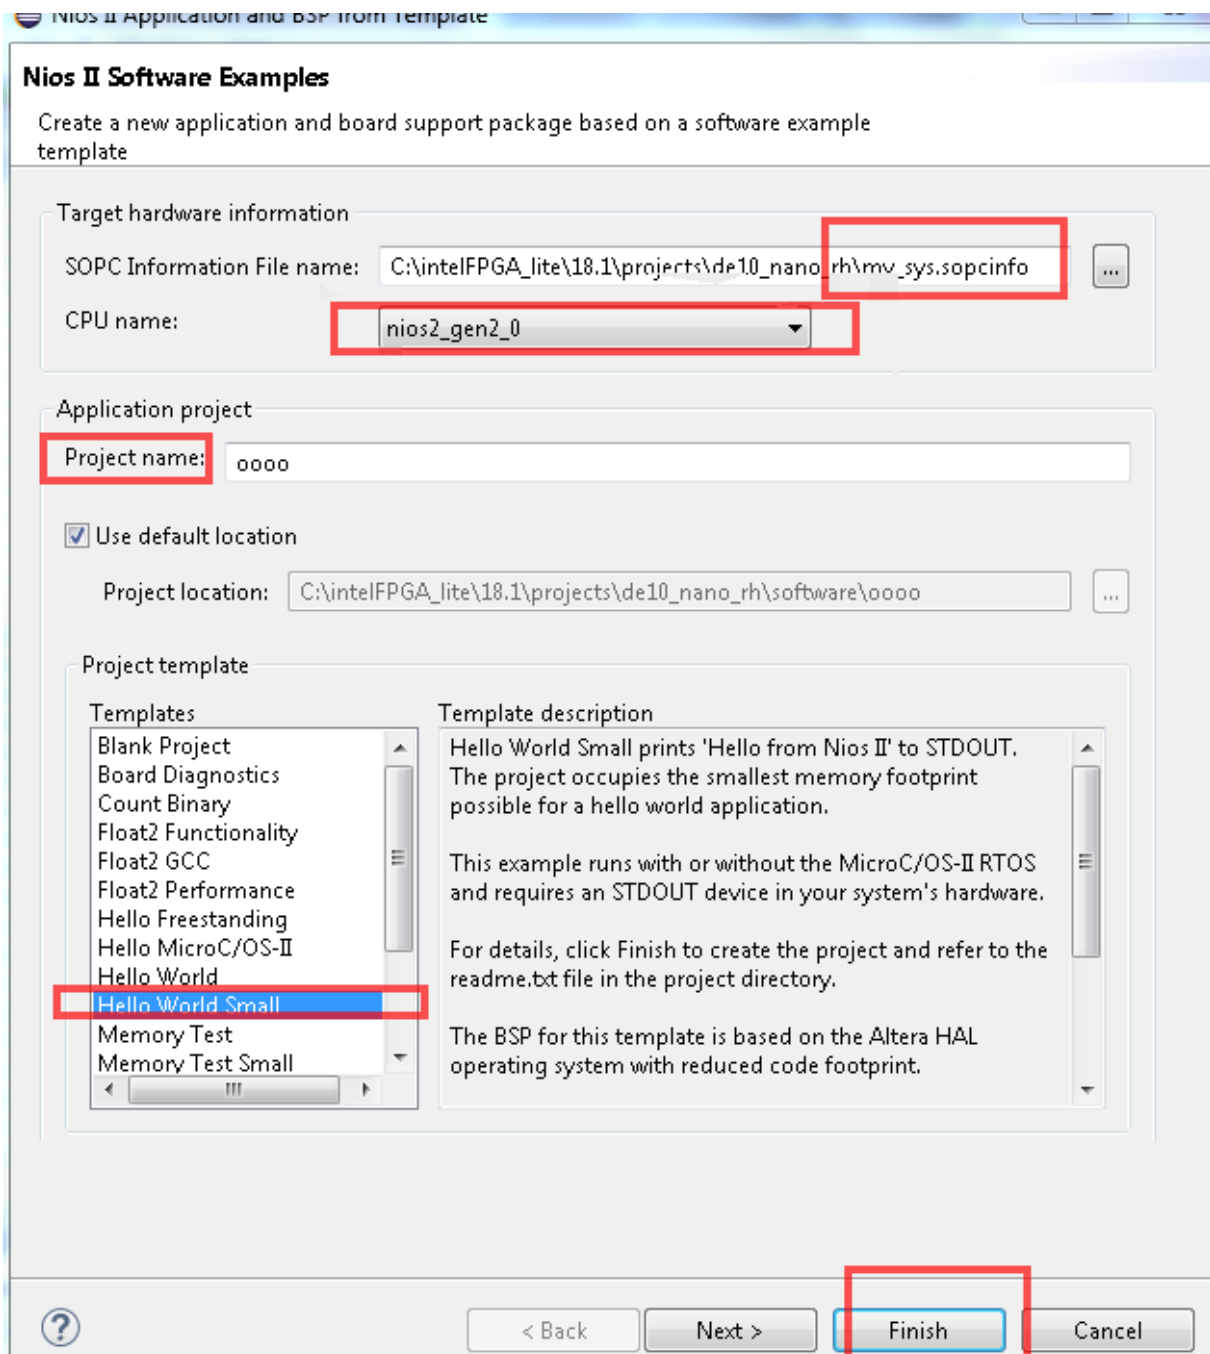 Nios II Application and BSP from Template
Nios II Software Examples
Create a new application and board support package based on a software example
template
Target hardware information
SOPC Information File name: C:\intelFPGA_lite\18.1\projects\de10_nano_rh\my_sys.sopcinfo ...
CPU name: nios2_gen2_0
Application project
Project name: oooo
Use default location
Project location: C:\intelFPGA_lite\18.1\projects\de10_nano_rh\software\oooo ...
Project template
Templates
Blank Project
Board Diagnostics
Count Binary
Float2 Functionality
Float2 GCC
Float2 Performance
Hello Freestanding
Hello MicroC/OS-II
Hello World
Hello World Small
Memory Test
Memory Test Small
Template description
Hello World Small prints 'Hello from Nios II' to STDOUT.
The project occupies the smallest memory footprint
possible for a hello world application.
This example runs with or without the MicroC/OS-II RTOS
and requires an STDOUT device in your system's hardware.
For details, click Finish to create the project and refer to the
readme.txt file in the project directory.
The BSP for this template is based on the Altera HAL
operating system with reduced code footprint.
? < Back Next > Finish Cancel